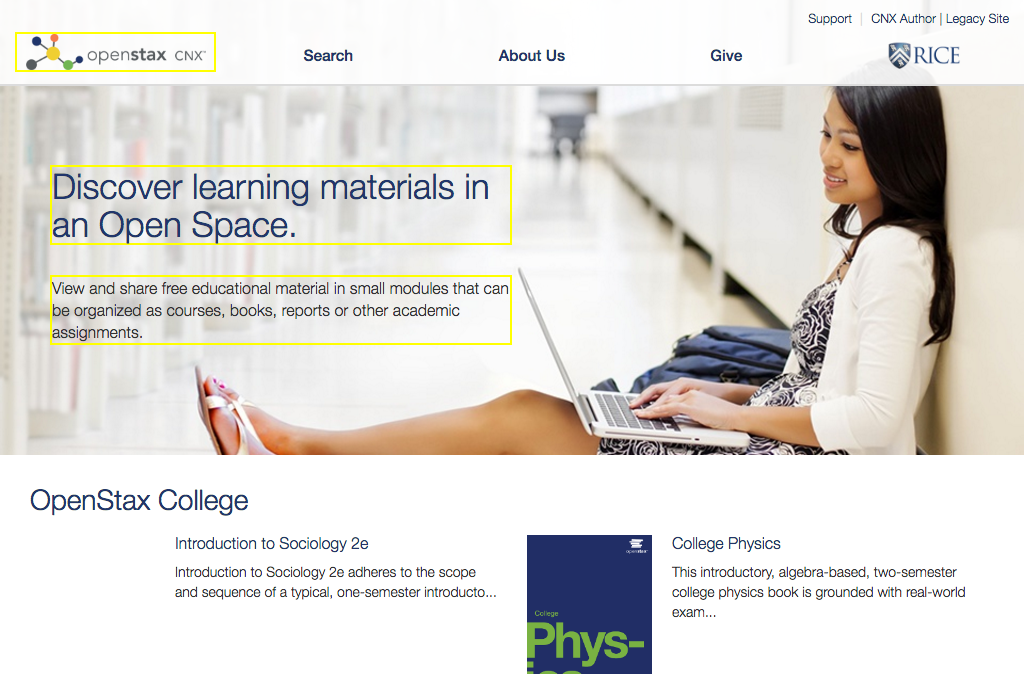 Support | CNX Author | Legacy Site
openstax CNX™
Search
About Us
Give
RICE
Discover learning materials in
an Open Space.
View and share free educational material in small modules that can
be organized as courses, books, reports or other academic
assignments.
OpenStax College
Introduction to Sociology 2e
Introduction to Sociology 2e adheres to the scope
and sequence of a typical, one-semester introducto...
openstax
College
Phys-
ics
College Physics
This introductory, algebra-based, two-semester
college physics book is grounded with real-world
exam...